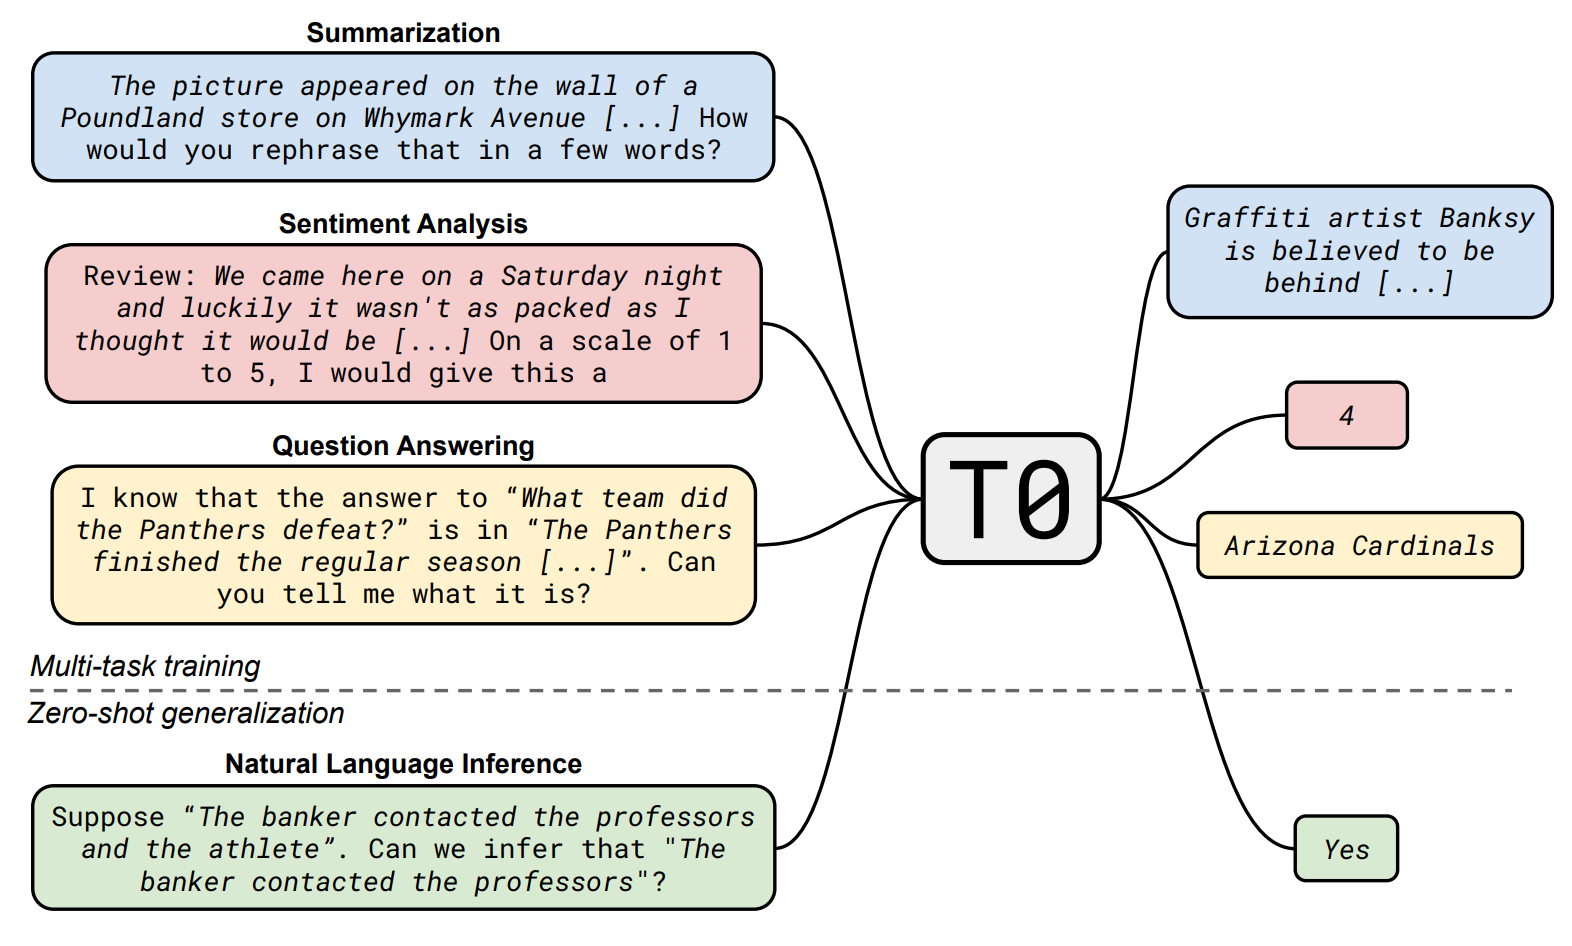 Summarization
The picture appeared on the wall of a
Poundland store on Whymark Avenue [...] How
would you rephrase that in a few words?
Sentiment Analysis
Review: We came here on a Saturday night
and luckily it wasn't as packed as I
thought it would be [...] On a scale of 1
to 5, I would give this a
Question Answering
I know that the answer to “What team did
the Panthers defeat?” is in “The Panthers
finished the regular season [...]”. Can
you tell me what it is?
Multi-task training
Zero-shot generalization
Natural Language Inference
Suppose “The banker contacted the professors
and the athlete”. Can we infer that "The
banker contacted the professors"?
T0
Graffiti artist Banksy
is believed to be
behind [...]
4
Arizona Cardinals
Yes